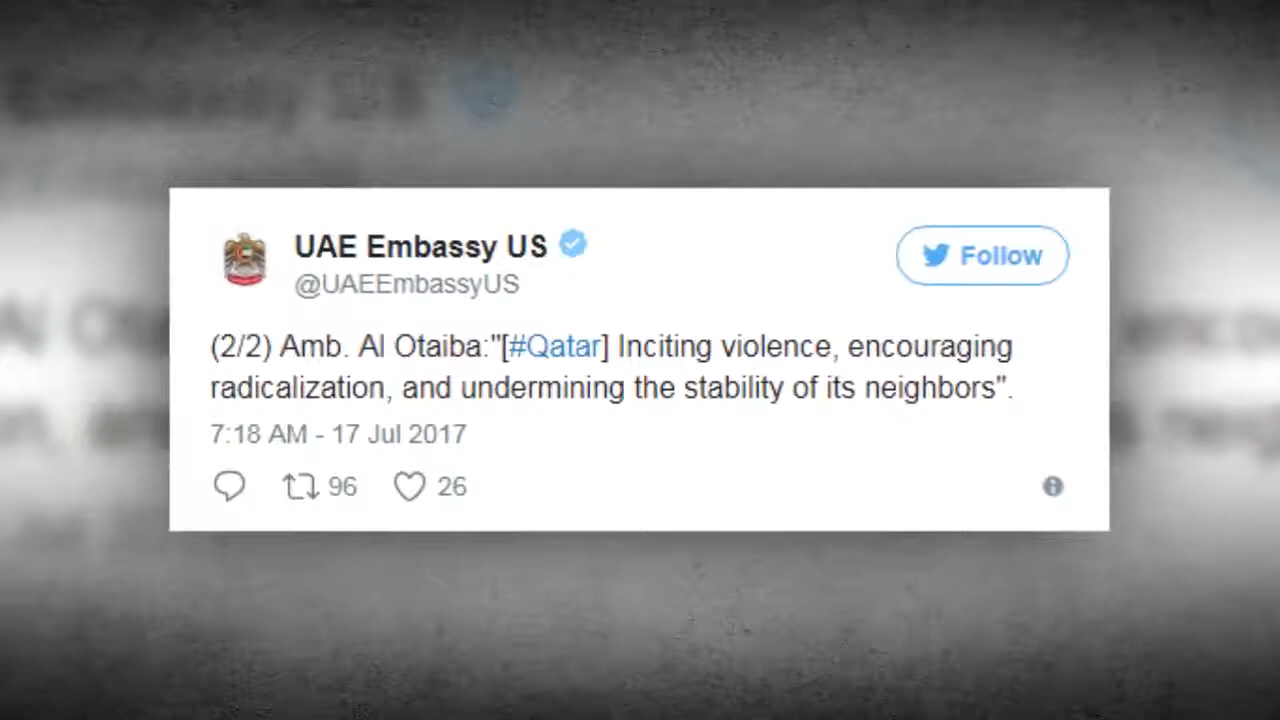 UAE Embassy US
@UAEEmbassyUS
Follow
(2/2) Amb. Al Otaiba:"[#Qatar] Inciting violence, encouraging
radicalization, and undermining the stability of its neighbors".
7:18 AM - 17 Jul 2017
96 26